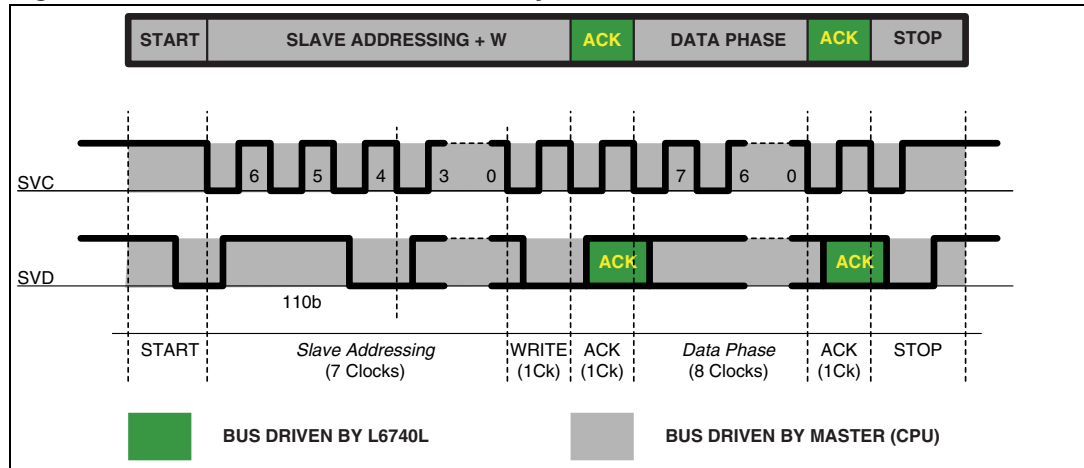 START SLAVE ADDRESSING + W ACK DATA PHASE ACK STOP
SVC 6 5 4 3 0 7 6 0
SVD ACK ACK
110b
START Slave Addressing WRITE ACK Data Phase ACK STOP
(7 Clocks) (1Ck) (1Ck) (8 Clocks) (1Ck)
BUS DRIVEN BY L6740L BUS DRIVEN BY MASTER (CPU)